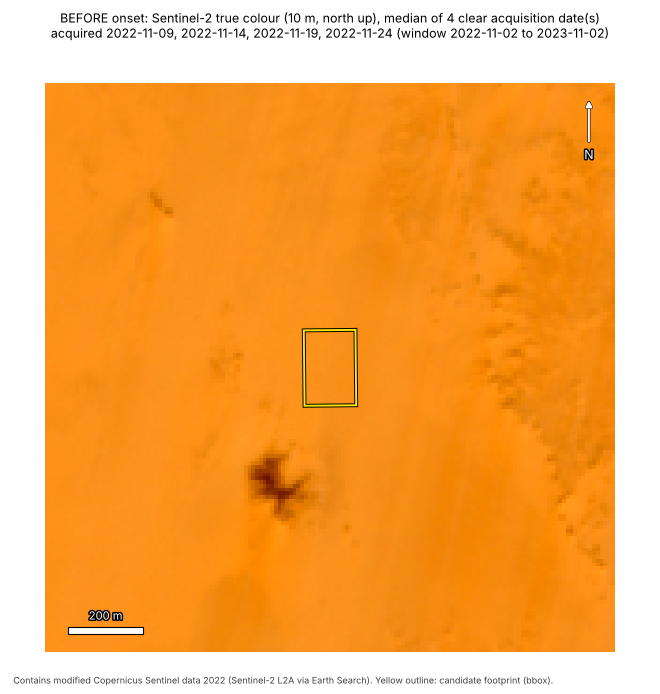 BEFORE onset: Sentinel-2 true colour (10 m, north up), median of 4 clear acquisition date(s)
acquired 2022-11-09, 2022-11-14, 2022-11-19, 2022-11-24 (window 2022-11-02 to 2023-11-02)
N
200 m
Contains modified Copernicus Sentinel data 2022 (Sentinel-2 L2A via Earth Search). Yellow outline: candidate footprint (bbox).